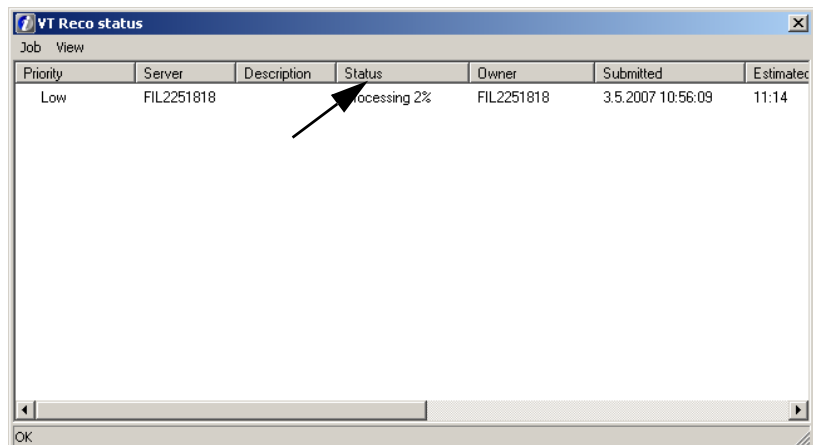 VT Reco status
Job View
Priority Server Description Status Owner Submitted Estimated
Low FIL2251818 Processing 2% FIL2251818 3.5.2007 10:56:09 11:14
OK